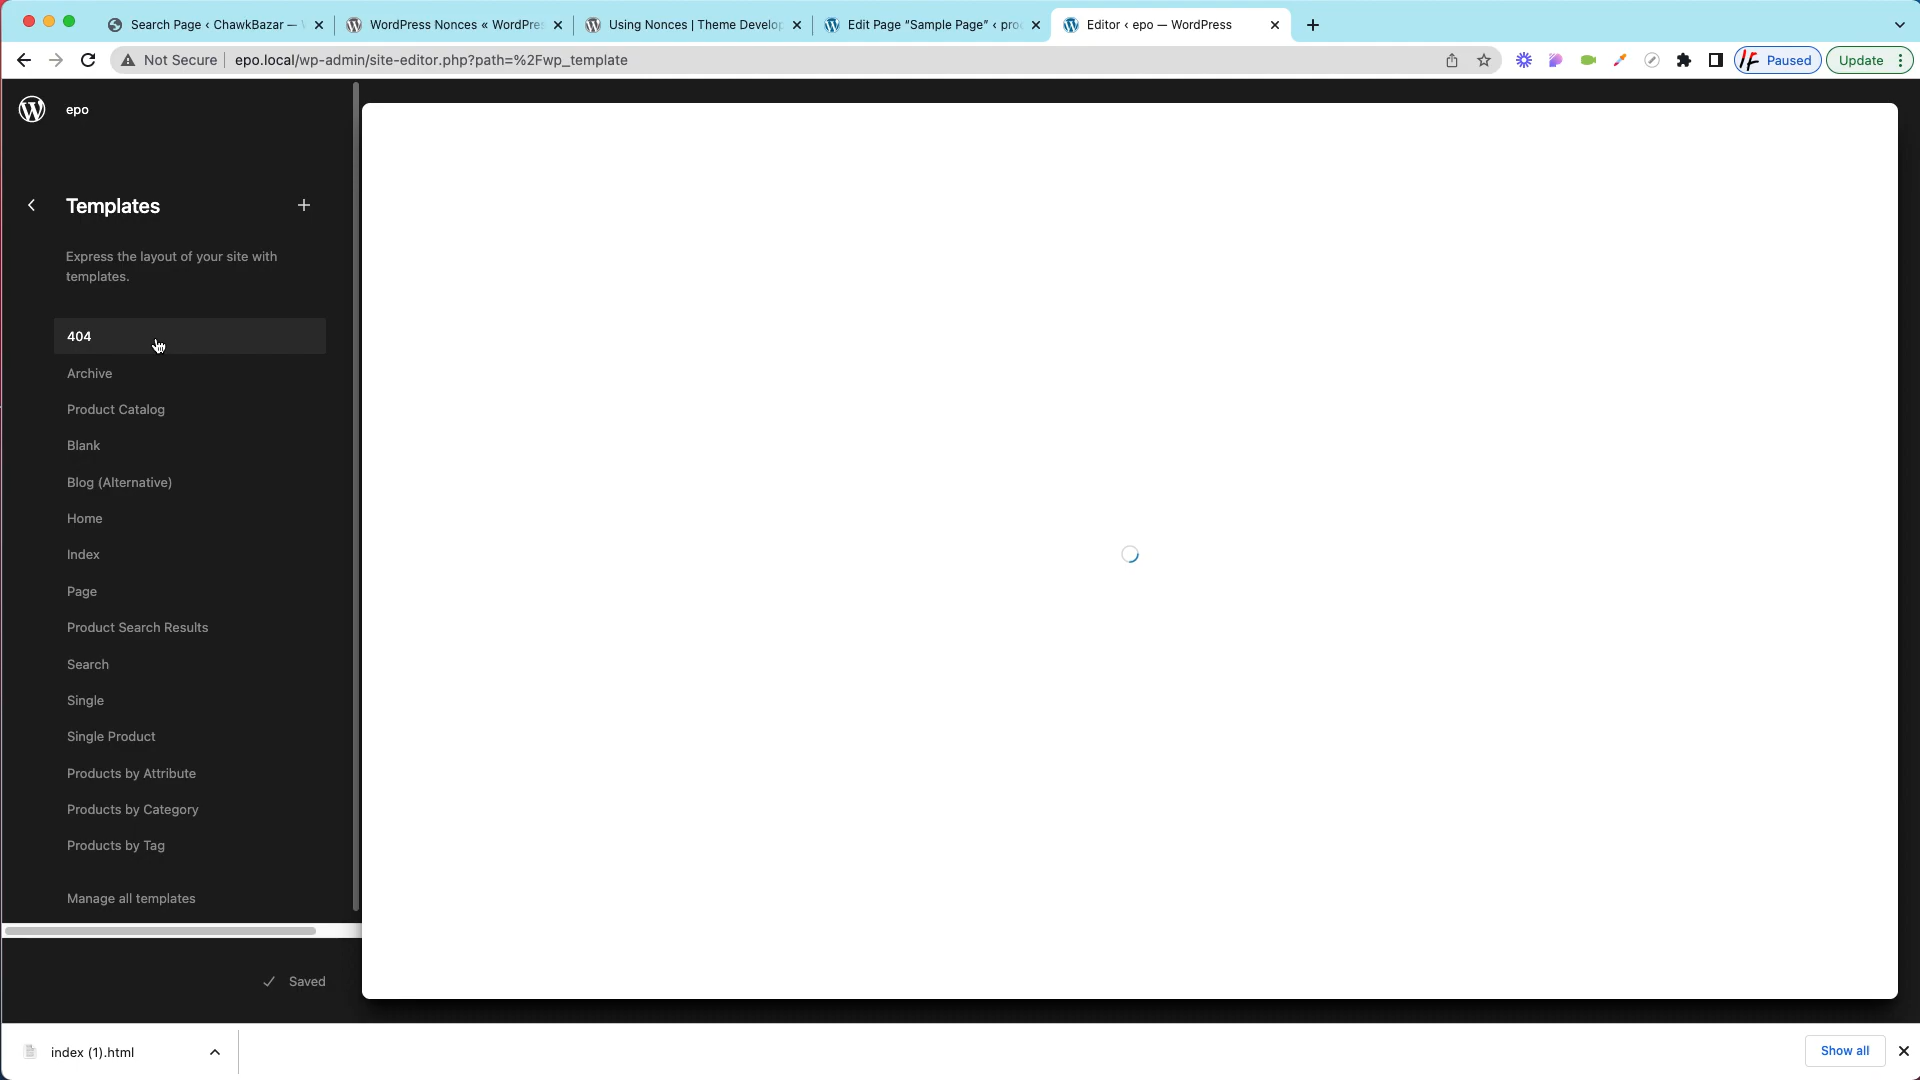 Search Page ‹ ChawkBazar —
WordPress Nonces « WordPre
Using Nonces | Theme Develop
Edit Page “Sample Page” ‹ pro
Editor ‹ epo — WordPress
Not Secure
epo.local/wp-admin/site-editor.php?path=%2Fwp_template
Paused
Update
epo
Templates
Express the layout of your site with
templates.
404
Archive
Product Catalog
Blank
Blog (Alternative)
Home
Index
Page
Product Search Results
Search
Single
Single Product
Products by Attribute
Products by Category
Products by Tag
Manage all templates
Saved
index (1).html
Show all